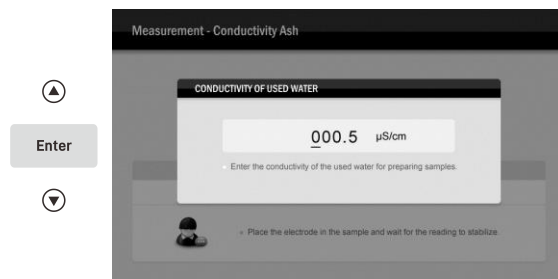 Measurement - Conductivity Ash
CONDUCTIVITY OF USED WATER
Enter
000.5 µS/cm
Enter the conductivity of the used water for preparing samples.
Place the electrode in the sample and wait for the reading to stabilize